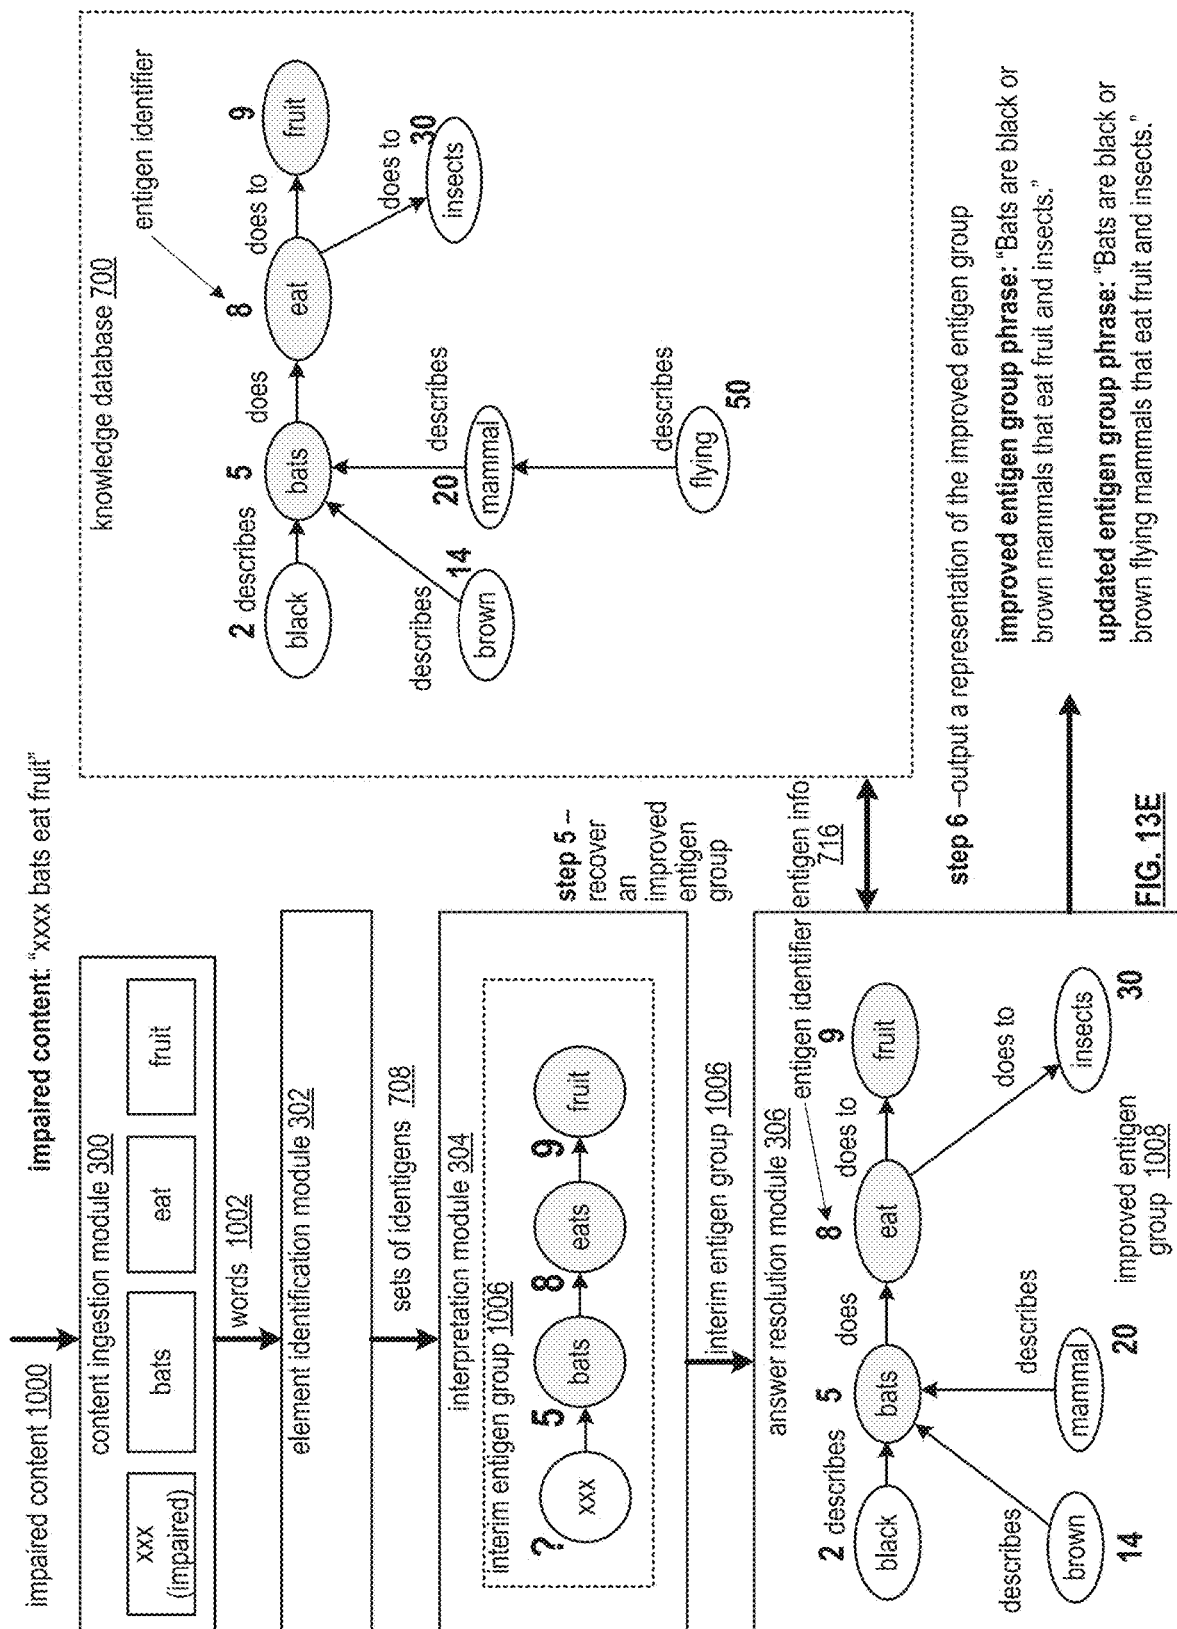 impaired content 1000
impaired content: "xxxx bats eat fruit"
content ingestion module 300
xxx
(impaired)
bats
eat
fruit
words 1002
element identification module 302
sets of identigens 708
interpretation module 304
interim entigen group 1006
?
xxx
5
bats
8
eats
9
fruit
step 5 –
recover
an
improved
entigen
group
interim entigen group 1006
answer resolution module 306
entigen identifier
entigen info
716
2
describes
black
5
bats
does
8
eat
does to
9
fruit
describes
brown
14
describes
mammal
20
does to
insects
30
improved entigen
group 1008
knowledge database 700
entigen identifier
2
describes
black
5
bats
does
8
eat
does to
9
fruit
describes
brown
14
20
mammal
describes
does to
30
insects
flying
describes
50
step 6 –output a representation of the improved entigen group
improved entigen group phrase: "Bats are black or
brown mammals that eat fruit and insects."
updated entigen group phrase: "Bats are black or
brown flying mammals that eat fruit and insects."
FIG. 13E